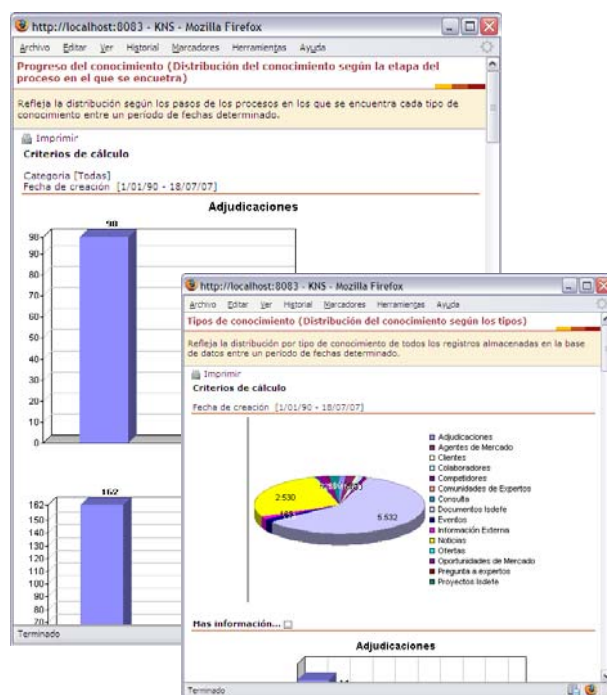 http://localhost:8083 - KNS - Mozilla Firefox
Archivo Editar Ver Historial Marcadores Herramientas Ayuda
Progreso del conocimiento (Distribución del conocimiento según la etapa del
proceso en el que se encuetra)
Refleja la distribución según los pasos de los procesos en los que se encuentra cada tipo de
conocimiento entre un período de fechas determinado.
Imprimir
Criterios de cálculo
Categoria [Todas]
Fecha de creación [1/01/90 - 18/07/07]
Adjudicaciones
98
90
80
70
60
50
40
30
20
10
0
162
162
150
140
130
120
110
100
90
80
70
Terminado
http://localhost:8083 - KNS - Mozilla Firefox
Archivo Editar Ver Historial Marcadores Herramientas Ayuda
Tipos de conocimiento (Distribución del conocimiento según los tipos)
Refleja la distribución por tipo de conocimiento de todos los registros almacenadas en la base
de datos entre un período de fechas determinado.
Imprimir
Criterios de cálculo
Fecha de creación [1/01/90 - 18/07/07]
2.530
5.532
Adjudicaciones
Agentes de Mercado
Clientes
Colaboradores
Competidores
Comunidades de Expertos
Consulta
Documentos Isdefe
Eventos
Información Externa
Noticias
Ofertas
Oportunidades de Mercado
Pregunta a expertos
Proyectos Isdefe
Mas información...
Adjudicaciones
Terminado